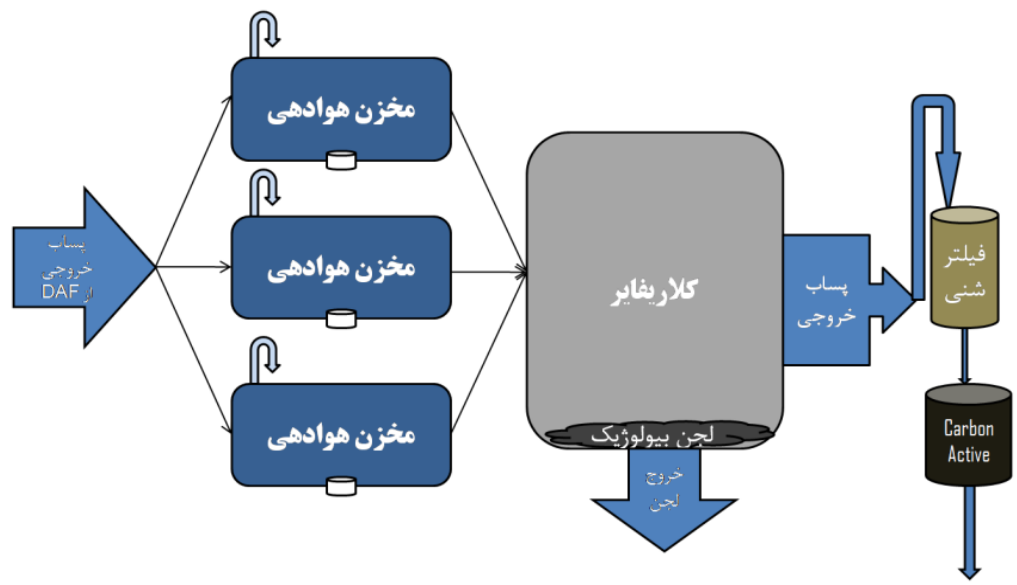 مخزن هوادهی
پساب
خروجی
از DAF
مخزن هوادهی
مخزن هوادهی
کلاریفایر
لجن بیولوژیک
خروج
لجن
پساب
خروجی
فیلتر
شنی
Carbon
Active